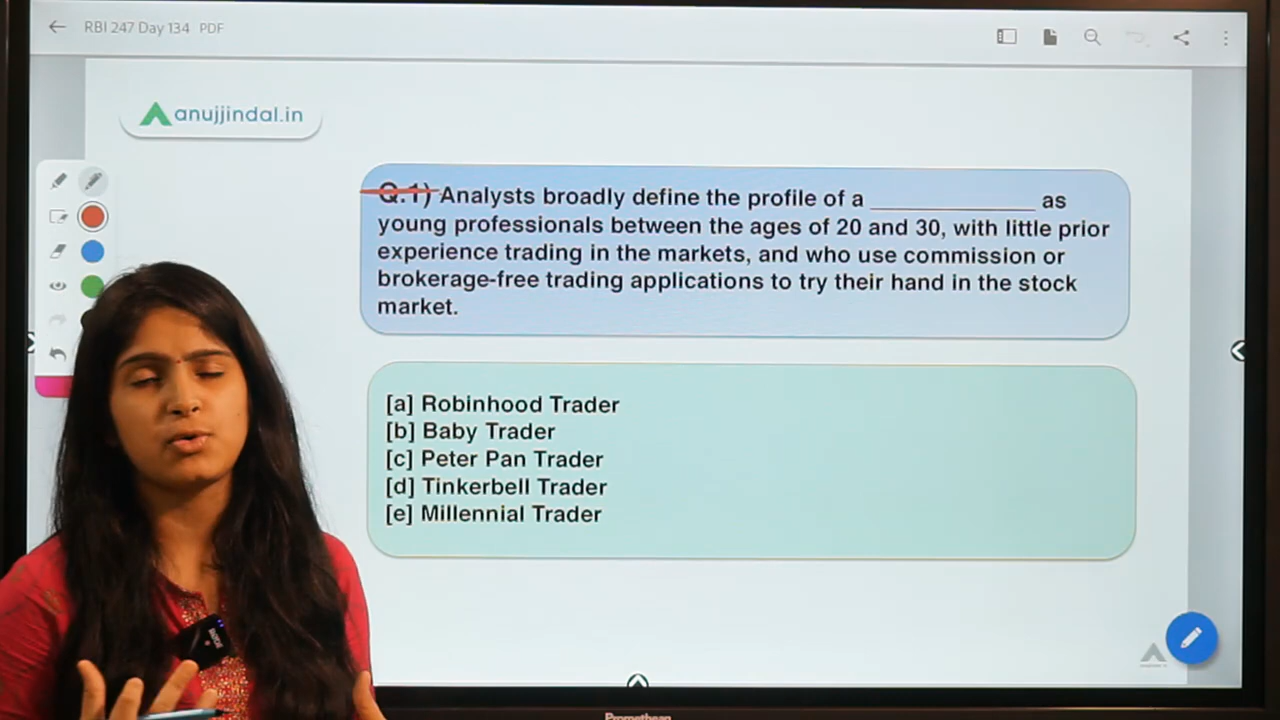 RBI 247 Day 134 PDF
anujjindal.in
Q.1) Analysts broadly define the profile of a ____________ as
young professionals between the ages of 20 and 30, with little prior
experience trading in the markets, and who use commission or
brokerage-free trading applications to try their hand in the stock
market.
[a] Robinhood Trader
[b] Baby Trader
[c] Peter Pan Trader
[d] Tinkerbell Trader
[e] Millennial Trader
Promethean